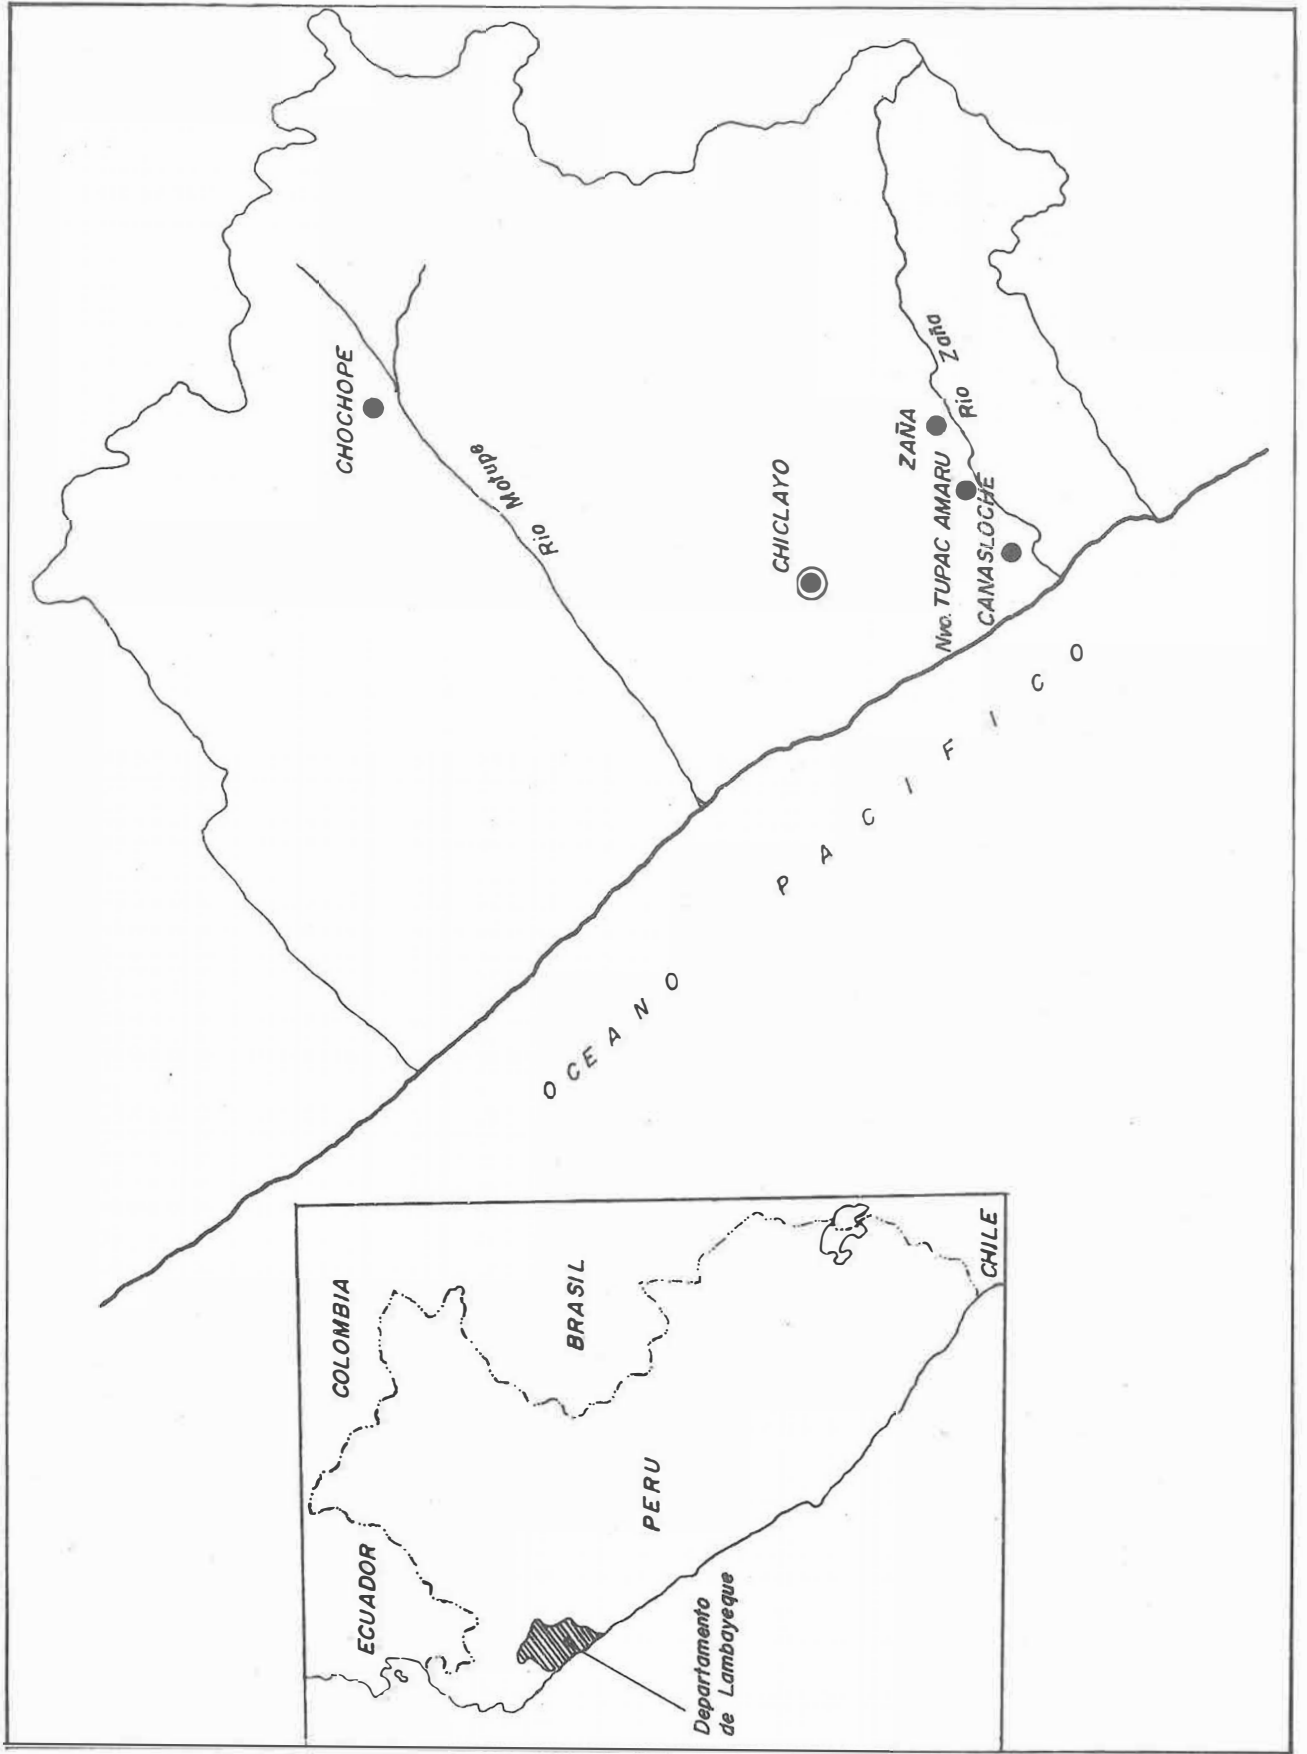 CHOCHOPE
Rio Motupe
CHICLAYO
ZAÑA
Rio Zaña
Nvo. TUPAC AMARU
CANASLOCHE
OCEANO PACIFICO
COLOMBIA
ECUADOR
BRASIL
PERU
CHILE
Departamento
de Lambayeque